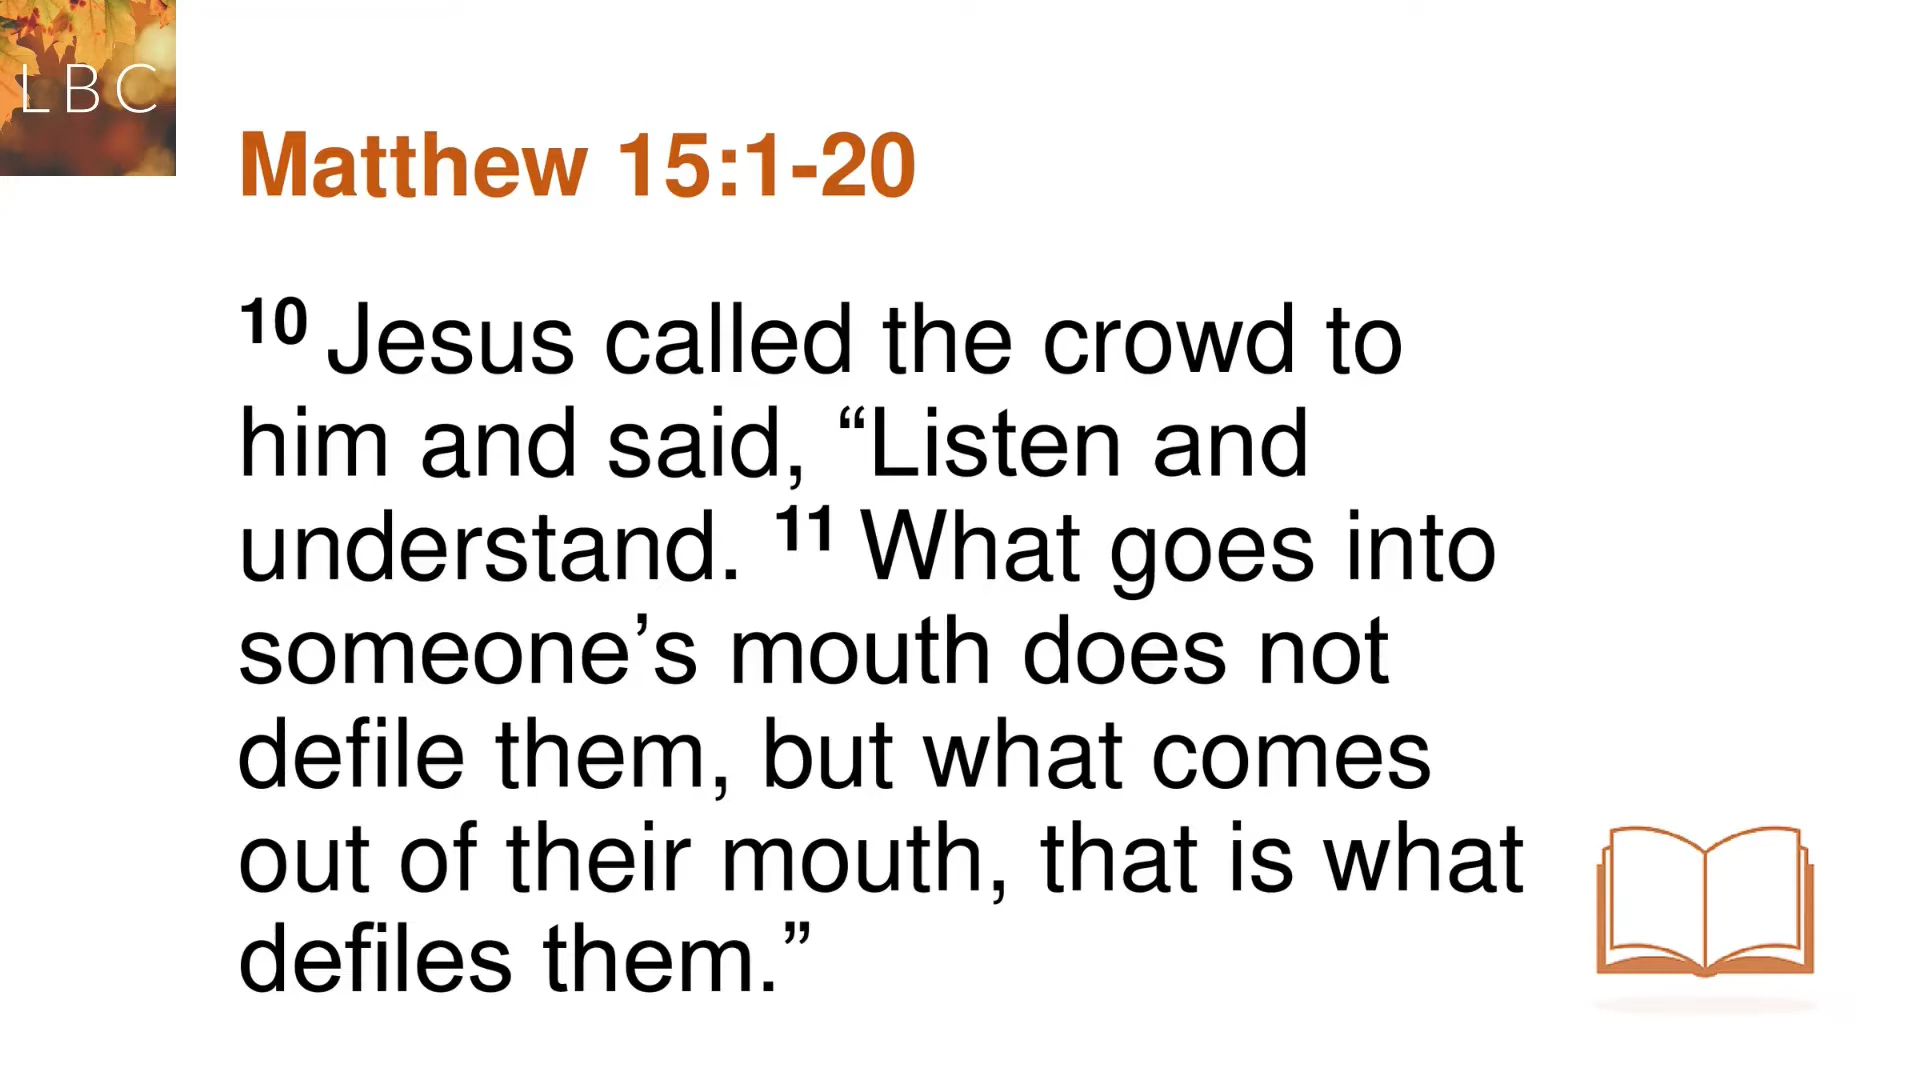 LBC
Matthew 15:1-20
10 Jesus called the crowd to
him and said, “Listen and
understand. 11 What goes into
someone’s mouth does not
defile them, but what comes
out of their mouth, that is what
defiles them.”